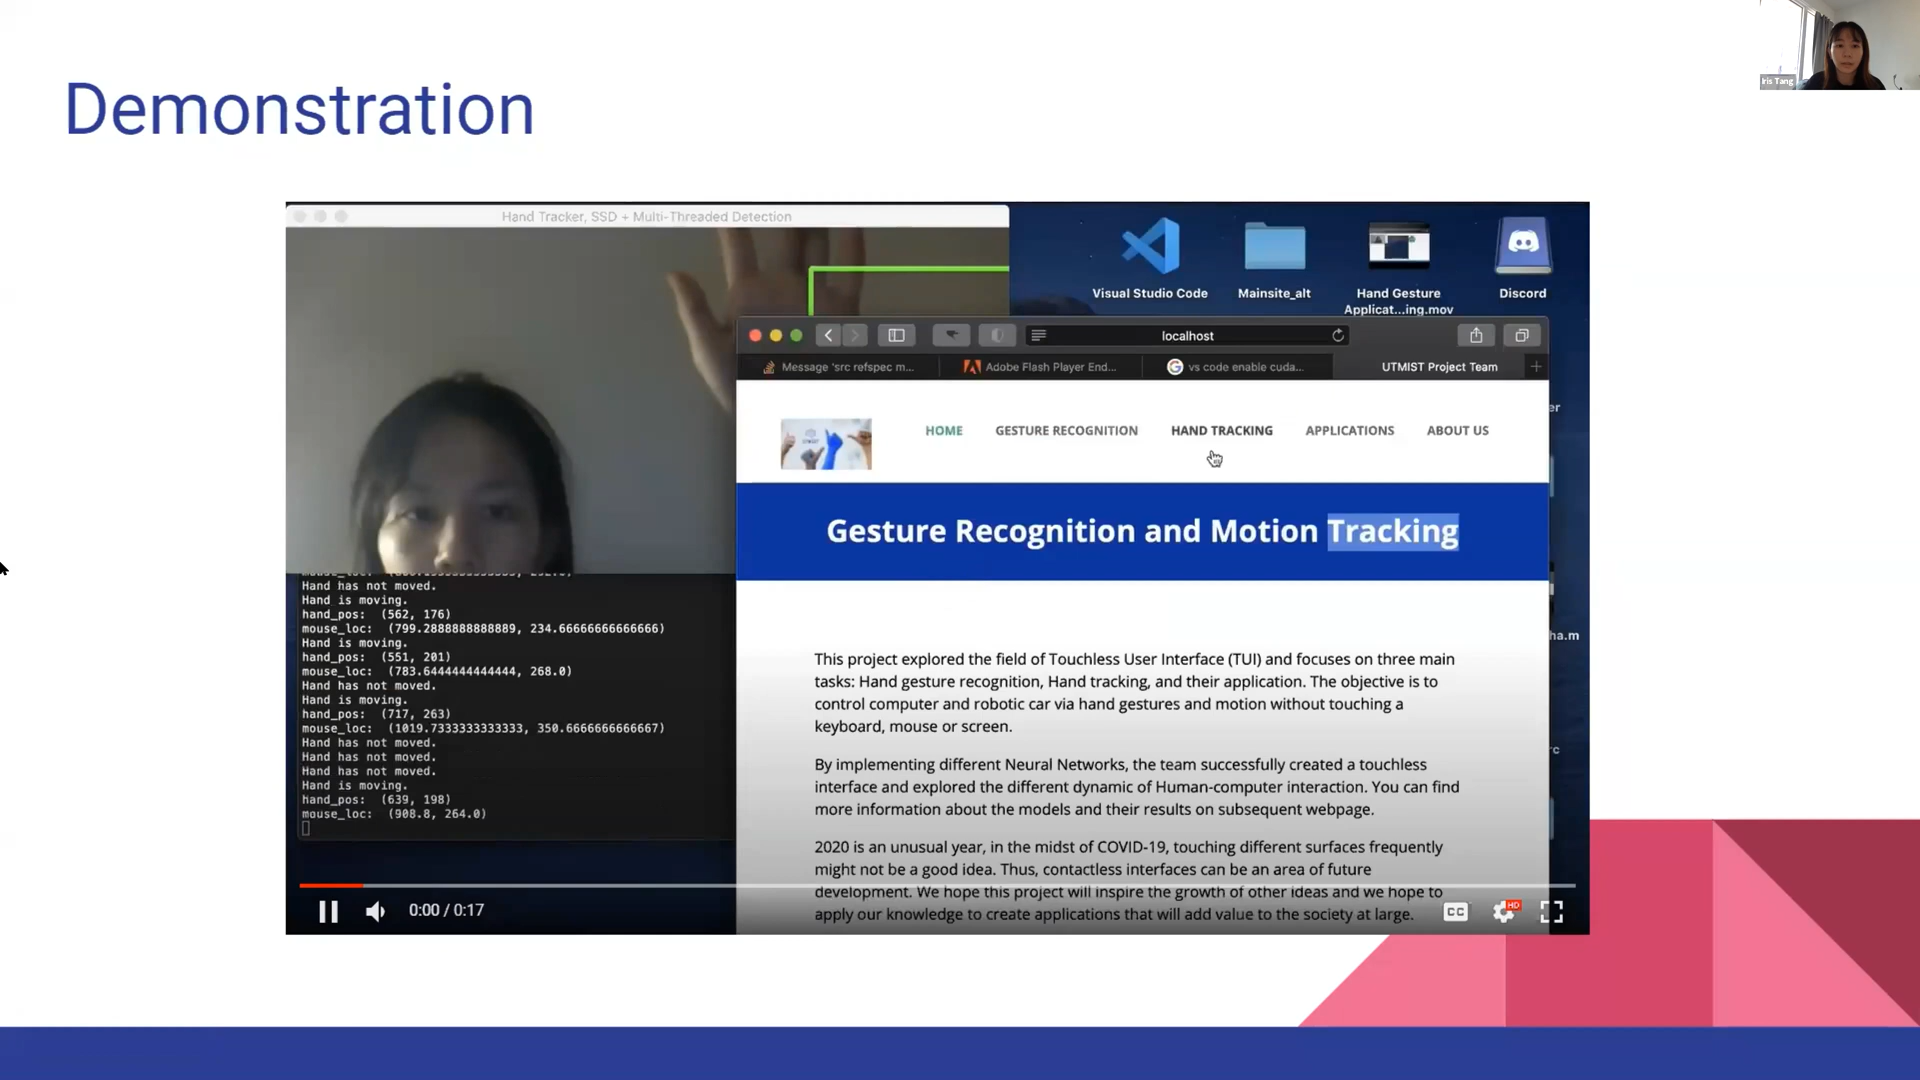 Demonstration
Iris Tang
Hand Tracker, SSD + Multi-Threaded Detection
Visual Studio Code
Mainsite_alt
Hand Gesture
Applicat...ing.mov
Discord
localhost
Message 'src refspec m...
Adobe Flash Player End...
vs code enable cuda...
UTMIST Project Team
HOME
GESTURE RECOGNITION
HAND TRACKING
APPLICATIONS
ABOUT US
Gesture Recognition and Motion Tracking
This project explored the field of Touchless User Interface (TUI) and focuses on three main
tasks: Hand gesture recognition, Hand tracking, and their application. The objective is to
control computer and robotic car via hand gestures and motion without touching a
keyboard, mouse or screen.
By implementing different Neural Networks, the team successfully created a touchless
interface and explored the different dynamic of Human-computer interaction. You can find
more information about the models and their results on subsequent webpage.
2020 is an unusual year, in the midst of COVID-19, touching different surfaces frequently
might not be a good idea. Thus, contactless interfaces can be an area of future
development. We hope this project will inspire the growth of other ideas and we hope to
apply our knowledge to create applications that will add value to the society at large.
Hand has not moved.
Hand is moving.
hand_pos: (562, 176)
mouse_loc: (799.2888888888889, 234.66666666666666)
Hand is moving.
hand_pos: (551, 201)
mouse_loc: (783.6444444444444, 268.0)
Hand has not moved.
Hand is moving.
hand_pos: (717, 263)
mouse_loc: (1019.7333333333333, 350.6666666666667)
Hand has not moved.
Hand has not moved.
Hand has not moved.
Hand is moving.
hand_pos: (639, 198)
mouse_loc: (908.8, 264.0)
er
ha.m
rc
0:00 / 0:17
CC
HD